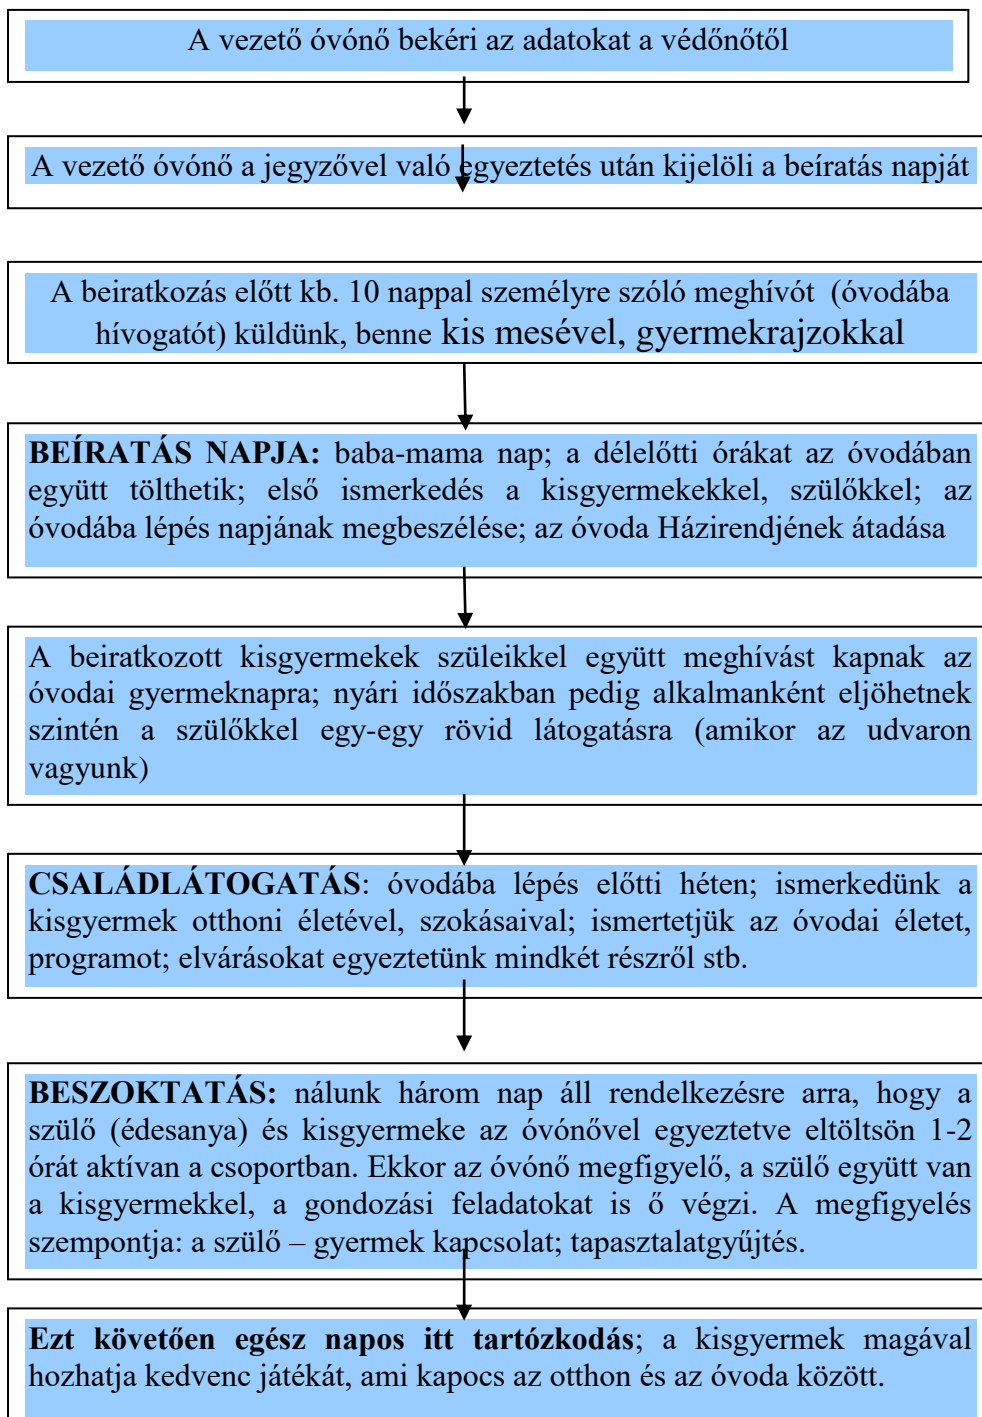 A vezető óvónő bekéri az adatokat a védőnőtől
A vezető óvónő a jegyzővel való egyeztetés után kijelöli a beíratás napját
A beiratkozás előtt kb. 10 nappal személyre szóló meghívót (óvodába
hívogatót) küldünk, benne kis mesével, gyermekrajzokkal
BEÍRATÁS NAPJA: baba-mama nap; a délelőtti órákat az óvodában
együtt tölthetik; első ismerkedés a kisgyermekekkel, szülőkkel; az
óvodába lépés napjának megbeszélése; az óvoda Házirendjének átadása
A beiratkozott kisgyermekek szüleikkel együtt meghívást kapnak az
óvodai gyermeknapra; nyári időszakban pedig alkalmanként eljöhetnek
szintén a szülőkkel egy-egy rövid látogatásra (amikor az udvaron
vagyunk)
CSALÁDLÁTOGATÁS: óvodába lépés előtti héten; ismerkedünk a
kisgyermek otthoni életével, szokásaival; ismertetjük az óvodai életet,
programot; elvárásokat egyeztetünk mindkét részről stb.
BESZOKTATÁS: nálunk három nap áll rendelkezésre arra, hogy a
szülő (édesanya) és kisgyermeke az óvónővel egyeztetve eltöltsön 1-2
órát aktívan a csoportban. Ekkor az óvónő megfigyelő, a szülő együtt van
a kisgyermekkel, a gondozási feladatokat is ő végzi. A megfigyelés
szempontja: a szülő – gyermek kapcsolat; tapasztalatgyűjtés.
Ezt követően egész napos itt tartózkodás; a kisgyermek magával
hozhatja kedvenc játékát, ami kapocs az otthon és az óvoda között.